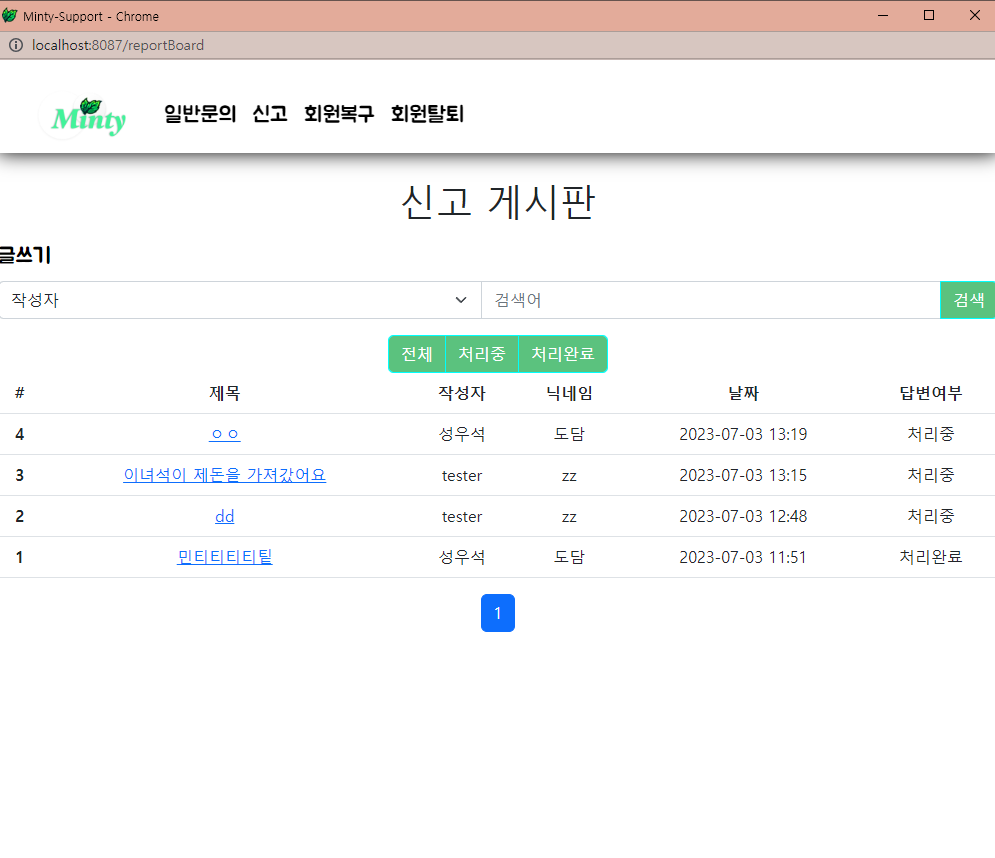 Minty-Support - Chrome
localhost:8087/reportBoard
Minty 일반문의 신고 회원복구 회원탈퇴
신고 게시판
글쓰기
작성자 검색어 검색
전체 처리중 처리완료
# 제목 작성자 닉네임 날짜 답변여부
4 ㅇㅇ 성우석 도담 2023-07-03 13:19 처리중
3 이녀석이 제돈을 가져갔어요 tester zz 2023-07-03 13:15 처리중
2 dd tester zz 2023-07-03 12:48 처리중
1 민티티티티팉 성우석 도담 2023-07-03 11:51 처리완료
1